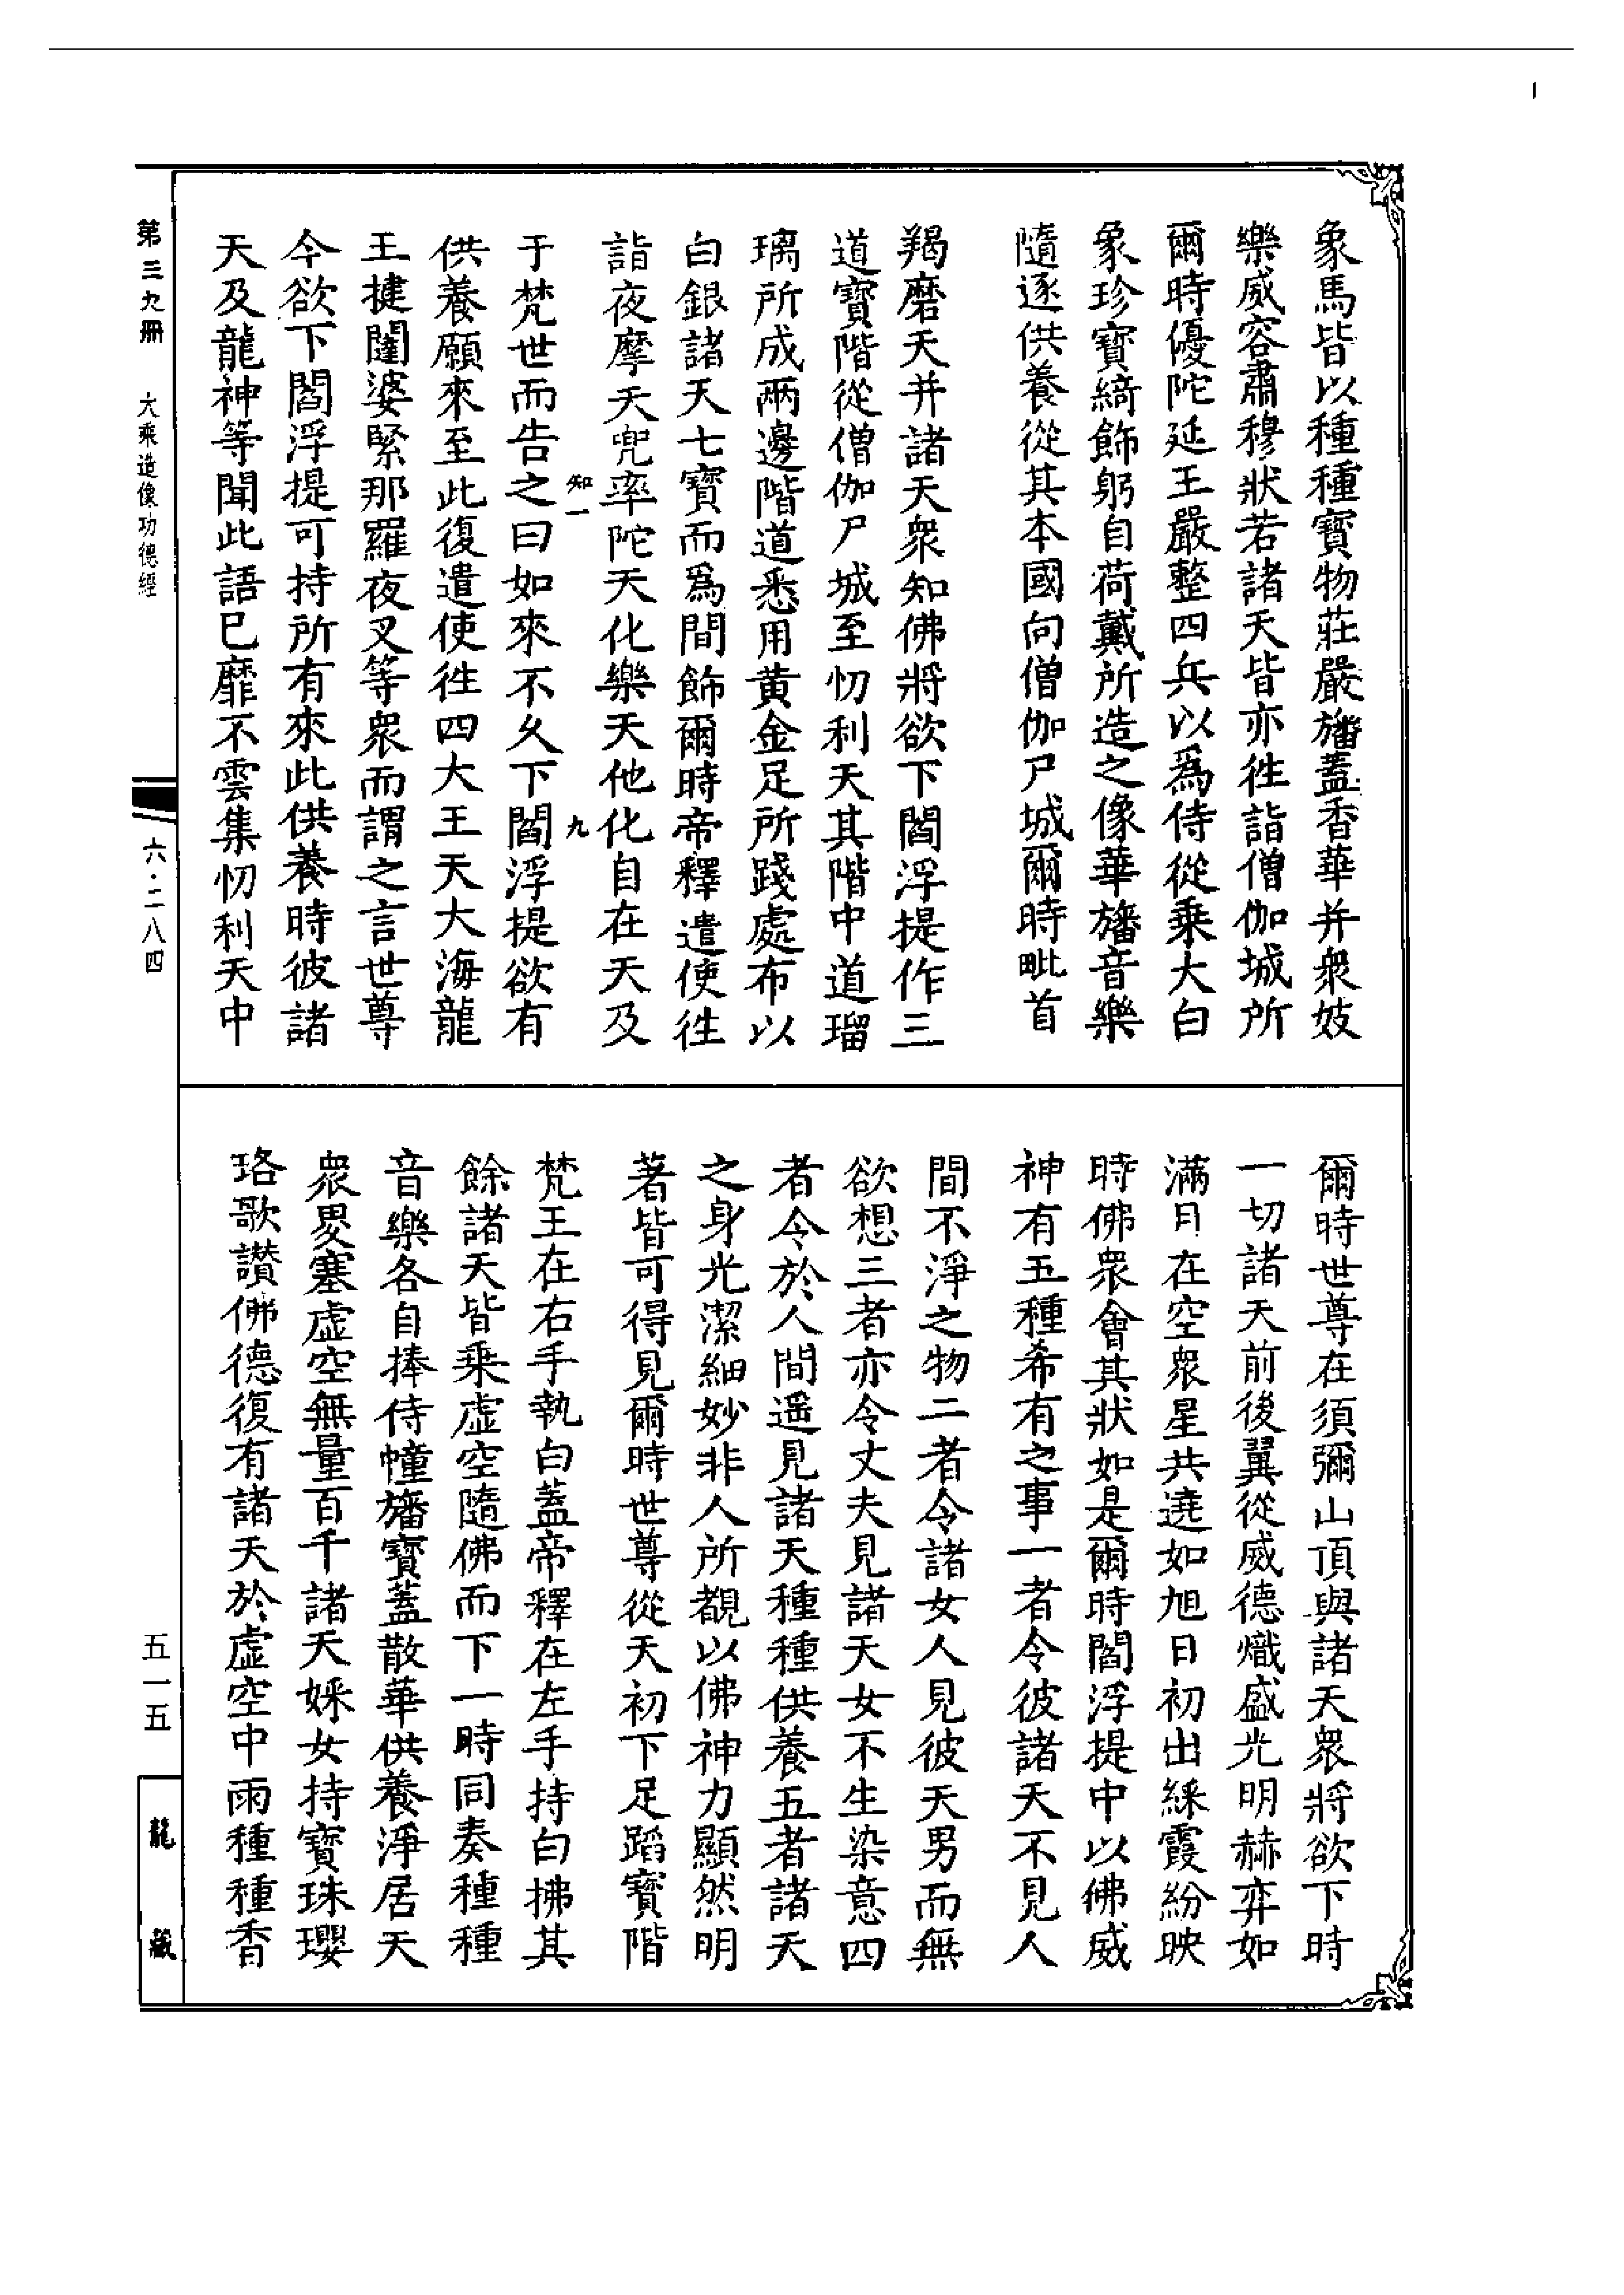 象馬皆以種種寶物莊嚴旛蓋香華并衆妓
樂威容肅穆狀若諸天皆亦往詣僧伽城所
爾時優陀延王嚴整四兵以爲侍從乘大白
象珍寶綺飾躬自荷戴所造之像華旛音樂
隨逐供養從其本國向僧伽尸城爾時毗首
羯磨天并諸天衆知佛將欲下閻浮提作三
道寶階從僧伽尸城至忉利天其階中道瑠
璃所成兩邊階道悉用黃金足所踐處布以
白銀諸天七寶而爲間飾爾時帝釋遣使往
詣夜摩天兜率陀天化樂天他化自在天及
知一 九
于梵世而告之曰如來不久下閻浮提欲有
供養願來至此復遣使往四大王天大海龍
王揵闥婆緊那羅夜叉等衆而謂之言世尊
今欲下閻浮提可持所有來此供養時彼諸
天及龍神等聞此語已靡不雲集忉利天中
爾時世尊在須彌山頂與諸天衆將欲下時
一切諸天前後翼從威德熾盛光明赫弈如
滿月在空衆星共遶如旭日初出綵霞紛映
時佛衆會其狀如是爾時閻浮提中以佛威
神有五種希有之事一者令彼諸天不見人
間不淨之物二者令諸女人見彼天男而無
欲想三者亦令丈夫見諸天女不生染意四
者令於人間遥見諸天種種供養五者諸天
之身光潔細妙非人所覩以佛神力顯然明
著皆可得見爾時世尊從天初下足蹈寶階
梵王在右手執白蓋帝釋在左手持白拂其
餘諸天皆乘虛空隨佛而下一時同奏種種
音樂各自捧侍幢旛寶蓋散華供養淨居天
衆畟塞虛空無量百千諸天婇女持寶珠瓔
珞歌讃佛德復有諸天於虛空中雨種種香
第三九册 大乘造像功德經 六·二八四 五一五 龍藏